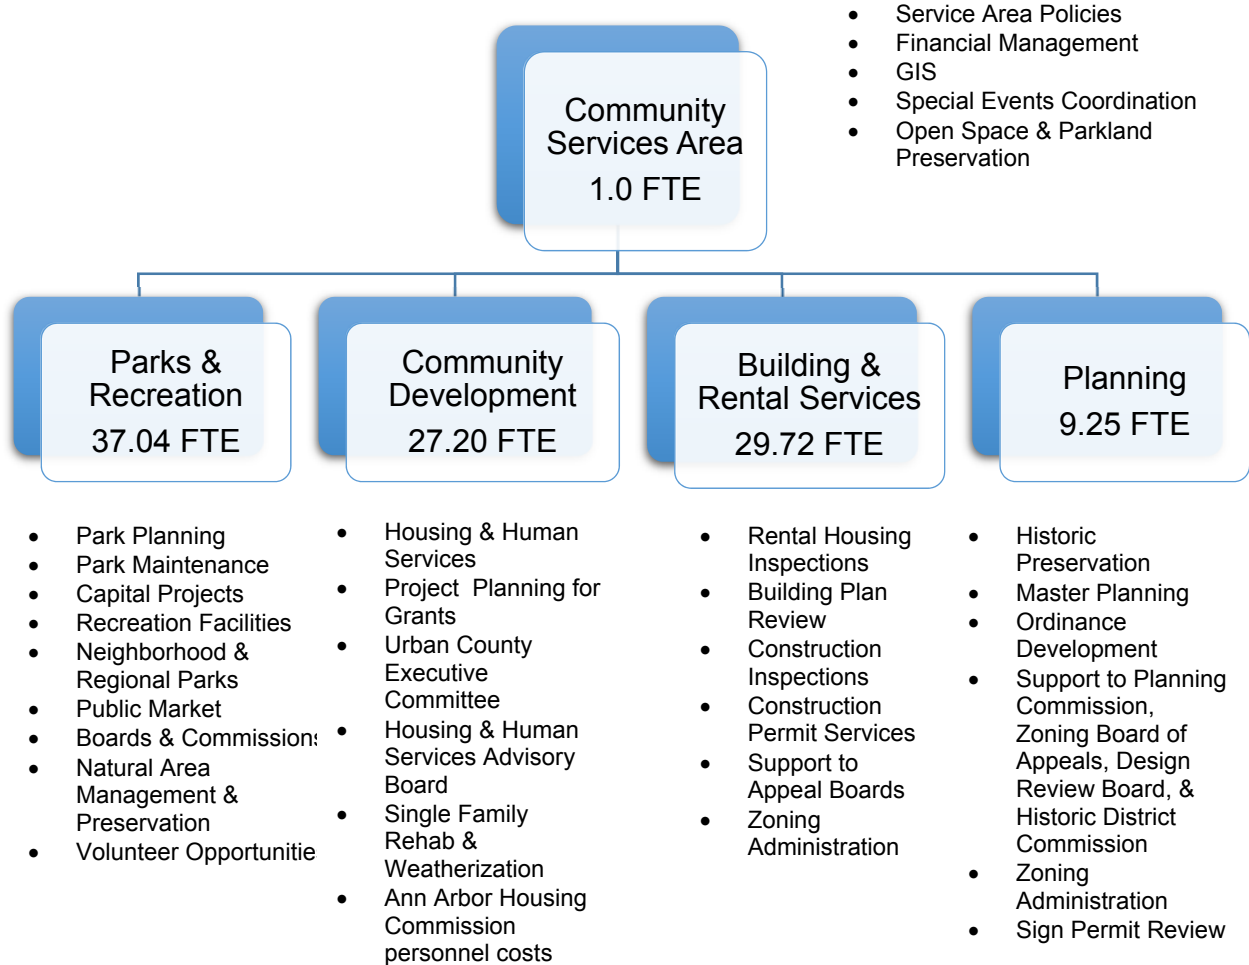 Service Area Policies
Financial Management
GIS
Special Events Coordination
Open Space & Parkland
Preservation
Community
Services Area
1.0 FTE
Parks &
Recreation
37.04 FTE
Community
Development
27.20 FTE
Building &
Rental Services
29.72 FTE
Planning
9.25 FTE
Park Planning
Park Maintenance
Capital Projects
Recreation Facilities
Neighborhood &
Regional Parks
Public Market
Boards & Commissions
Natural Area
Management &
Preservation
Volunteer Opportunitie
Housing & Human
Services
Project Planning for
Grants
Urban County
Executive
Committee
Housing & Human
Services Advisory
Board
Single Family
Rehab &
Weatherization
Ann Arbor Housing
Commission
personnel costs
Rental Housing
Inspections
Building Plan
Review
Construction
Inspections
Construction
Permit Services
Support to
Appeal Boards
Zoning
Administration
Historic
Preservation
Master Planning
Ordinance
Development
Support to Planning
Commission,
Zoning Board of
Appeals, Design
Review Board, &
Historic District
Commission
Zoning
Administration
Sign Permit Review